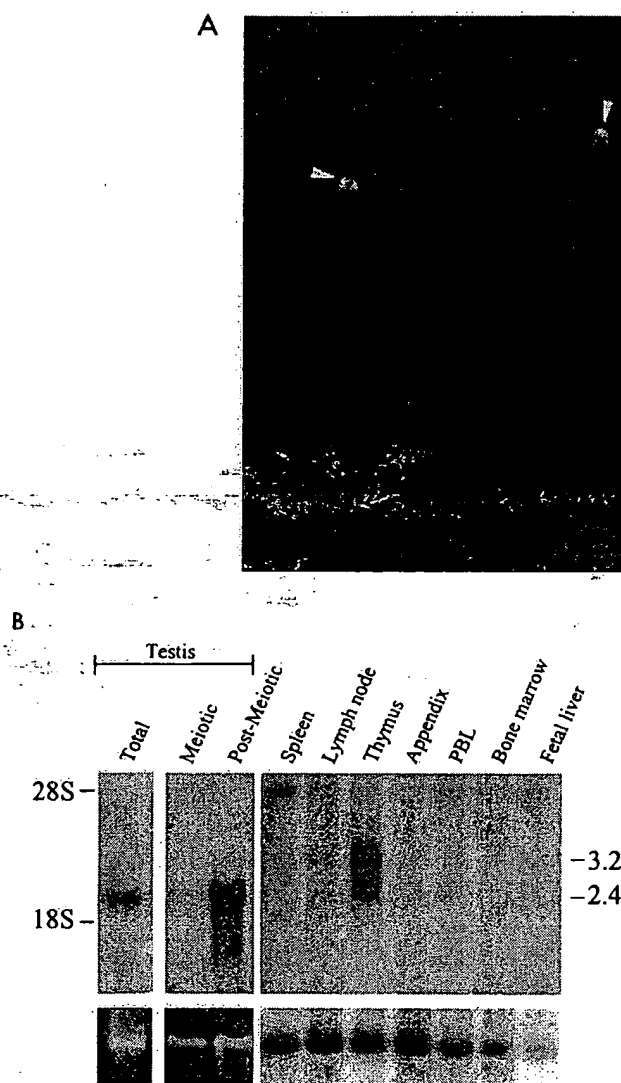 A
B
Testis
Total
Meiotic
Post-Meiotic
Spleen
Lymph node
Thymus
Appendix
PBL
Bone marrow
Fetal liver
28S –
18S –
–3.2
–2.4